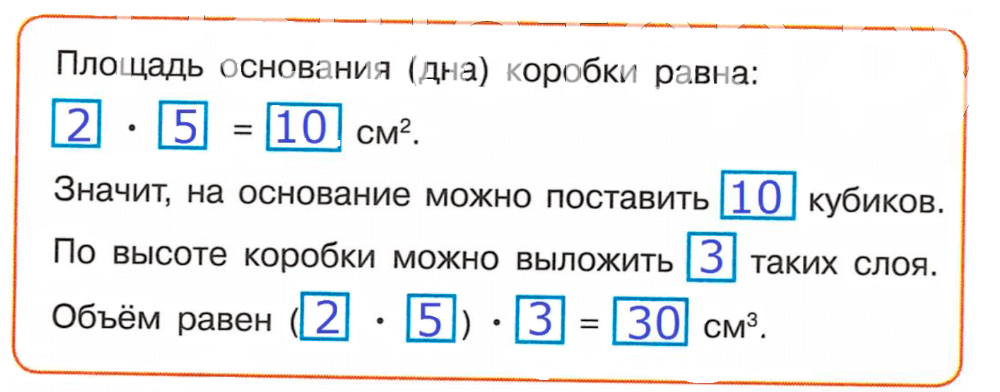 Площадь основания (дна) коробки равна:
2 · 5 = 10 см².
Значит, на основание можно поставить 10 кубиков.
По высоте коробки можно выложить 3 таких слоя.
Объём равен (2 · 5) · 3 = 30 см³.